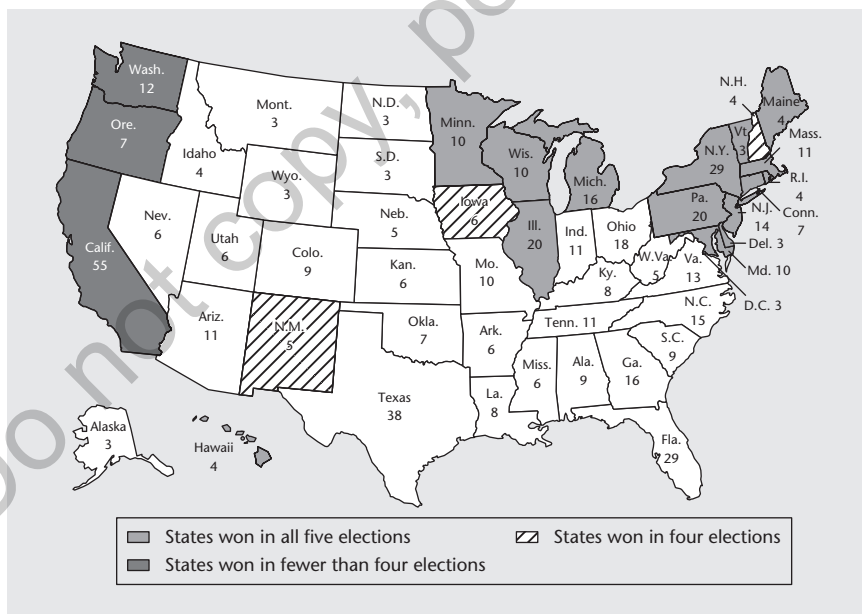 Do not copy, po
Wash.
12
Ore.
7
Calif.
55
Idaho
4
Nev.
6
Mont.
3
Wyo.
3
Utah
6
Ariz.
11
Colo.
9
N.M.
5
N.D.
3
S.D.
3
Neb.
5
Kan.
6
Okla.
7
Texas
38
Minn.
10
Iowa
6
Mo.
10
Ark.
6
La.
8
Wis.
10
Ill.
20
Mich.
16
Ind.
11
Ohio
18
Ky.
8
Tenn. 11
Miss.
6
Ala.
9
Ga.
16
Fla.
29
S.C.
9
N.C.
15
Va.
13
W.Va.
5
Pa.
20
N.Y.
29
Vt.
3
N.H.
4
Maine
4
Mass.
11
R.I.
4
Conn.
7
N.J.
14
Del. 3
Md. 10
D.C. 3
Alaska
3
Hawaii
4
States won in all five elections
States won in four elections
States won in fewer than four elections